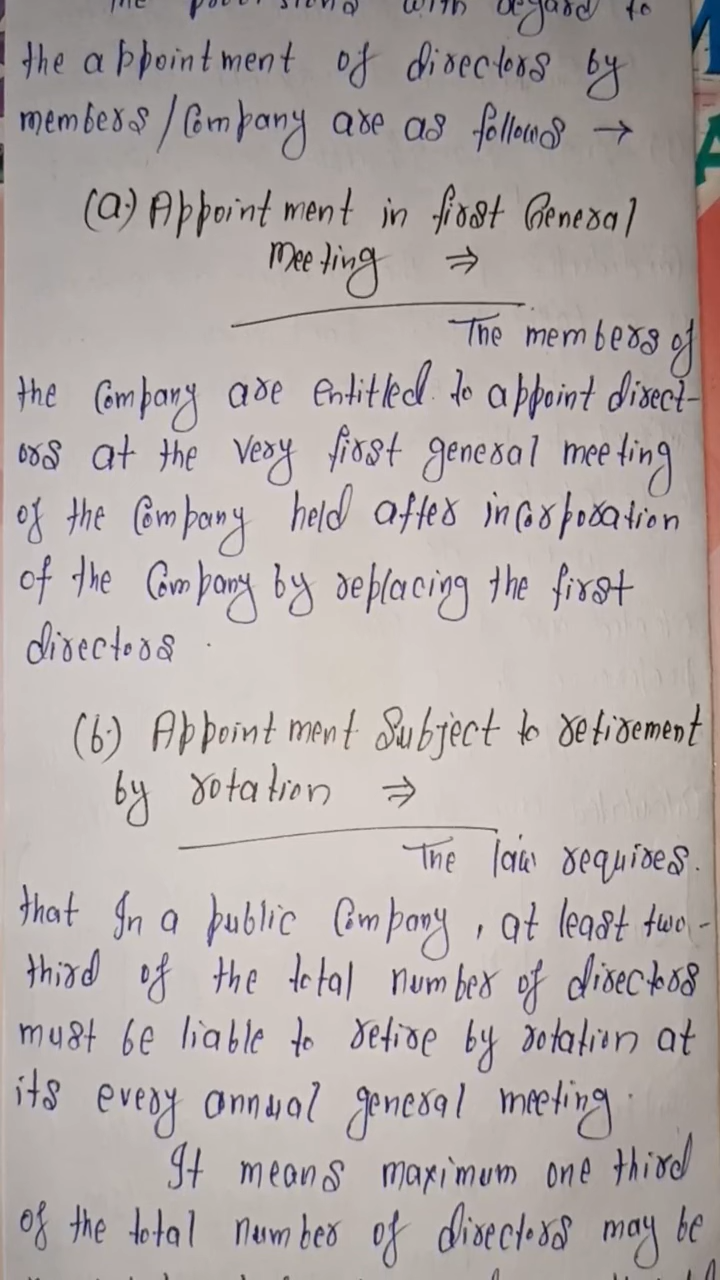 the provisions with regard to
the appointment of directors by
members/Company are as follows →
(a.) Appointment in first General
Meeting ⇒
The members of
the Company are entitled to appoint direct-
ors at the very first general meeting
of the Company held after incorporation
of the Company by replacing the first
directors.
(b.) Appointment Subject to retirement
by rotation ⇒
The law requires.
that In a public Company, at least two-
third of the total number of directors
must be liable to retire by rotation at
its every annual general meeting.
It means maximum one third
of the total number of directors may be